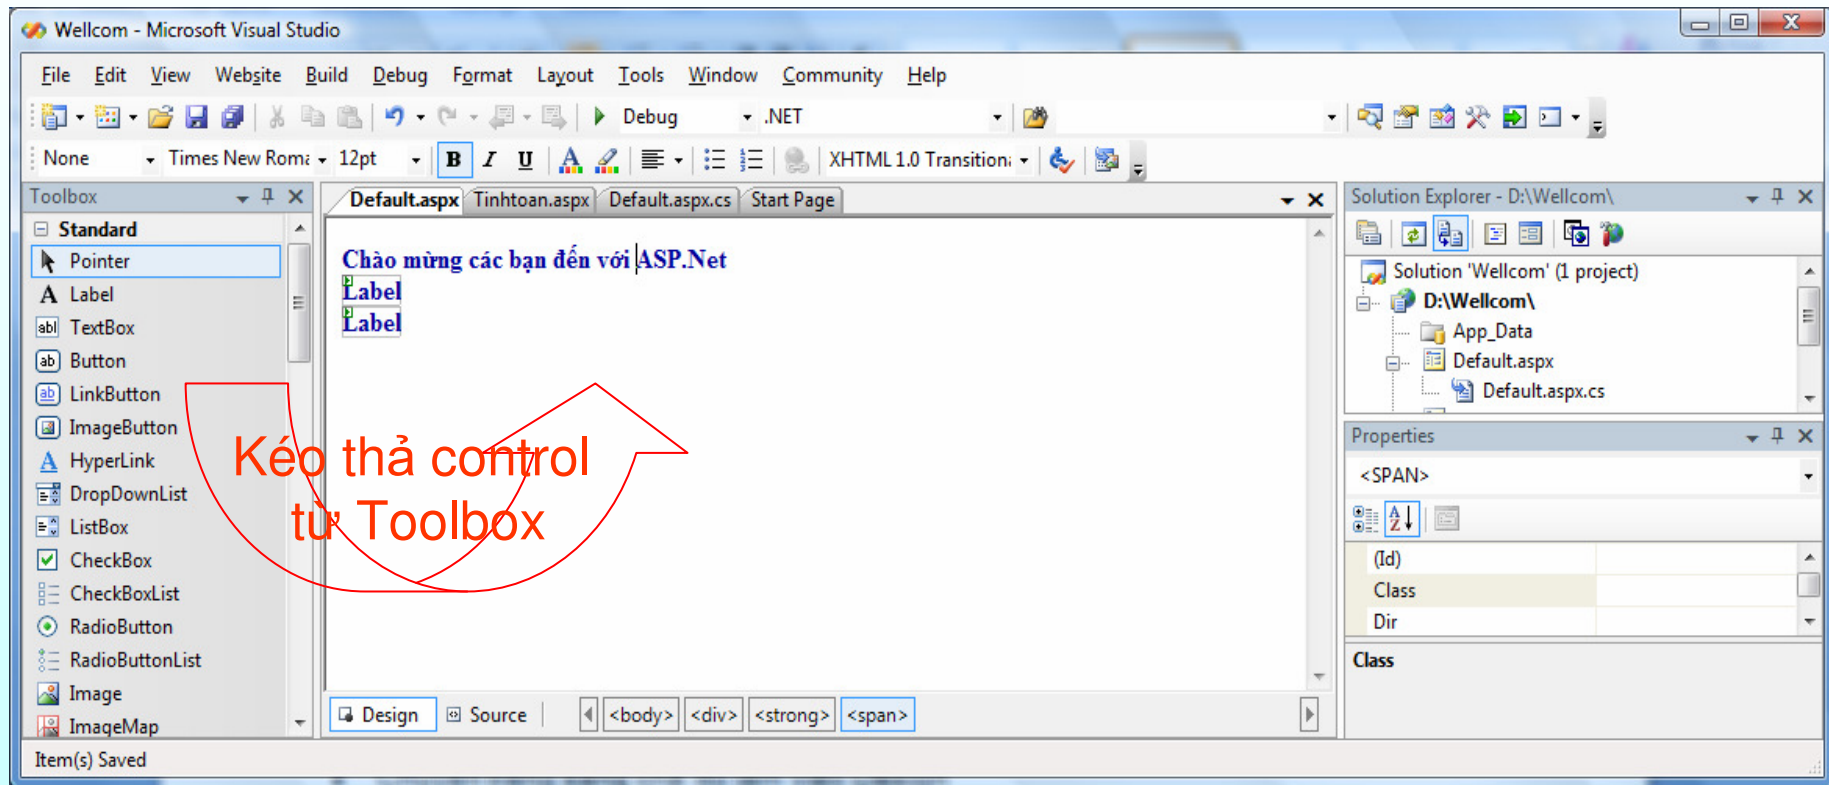 Wellcom - Microsoft Visual Studio
File Edit View Website Build Debug Format Layout Tools Window Community Help
Debug .NET
None Times New Roma 12pt B I U A XHTML 1.0 Transition
Toolbox
Standard
Pointer
A Label
abl TextBox
ab Button
ab LinkButton
ImageButton
A HyperLink
DropDownList
ListBox
CheckBox
CheckBoxList
RadioButton
RadioButtonList
Image
ImageMap
Default.aspx Tinhtoan.aspx Default.aspx.cs Start Page
Chào mừng các bạn đến với ASP.Net
Label
Label
Kéo thả control
từ Toolbox
Design Source <body> <div> <strong> <span>
Solution Explorer - D:\Wellcom\
Solution 'Wellcom' (1 project)
D:\Wellcom\
App_Data
Default.aspx
Default.aspx.cs
Properties
<SPAN>
(Id)
Class
Dir
Class
Item(s) Saved